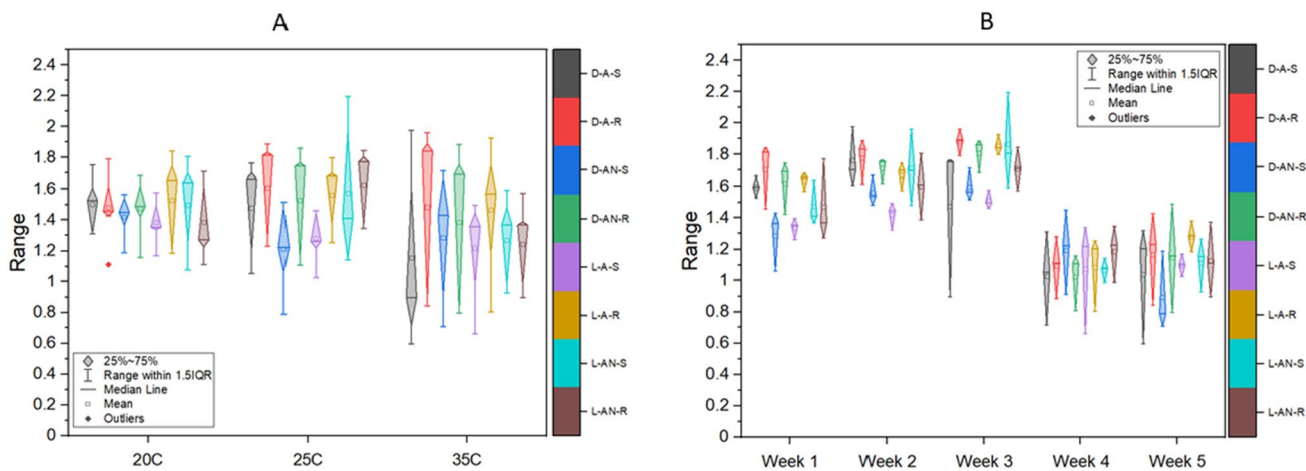 A
B
Range
2.4
2.2
2
1.8
1.6
1.4
1.2
1
0.8
0.6
0.4
0.2
0
20C
25C
35C
25%~75%
Range within 1.5IQR
Median Line
Mean
Outliers
D-A-S
D-A-R
D-AN-S
D-AN-R
L-A-S
L-A-R
L-AN-S
L-AN-R
Range
2.4
2.2
2
1.8
1.6
1.4
1.2
1
0.8
0.6
0.4
0.2
0
Week 1
Week 2
Week 3
Week 4
Week 5
25%~75%
Range within 1.5IQR
Median Line
Mean
Outliers
D-A-S
D-A-R
D-AN-S
D-AN-R
L-A-S
L-A-R
L-AN-S
L-AN-R